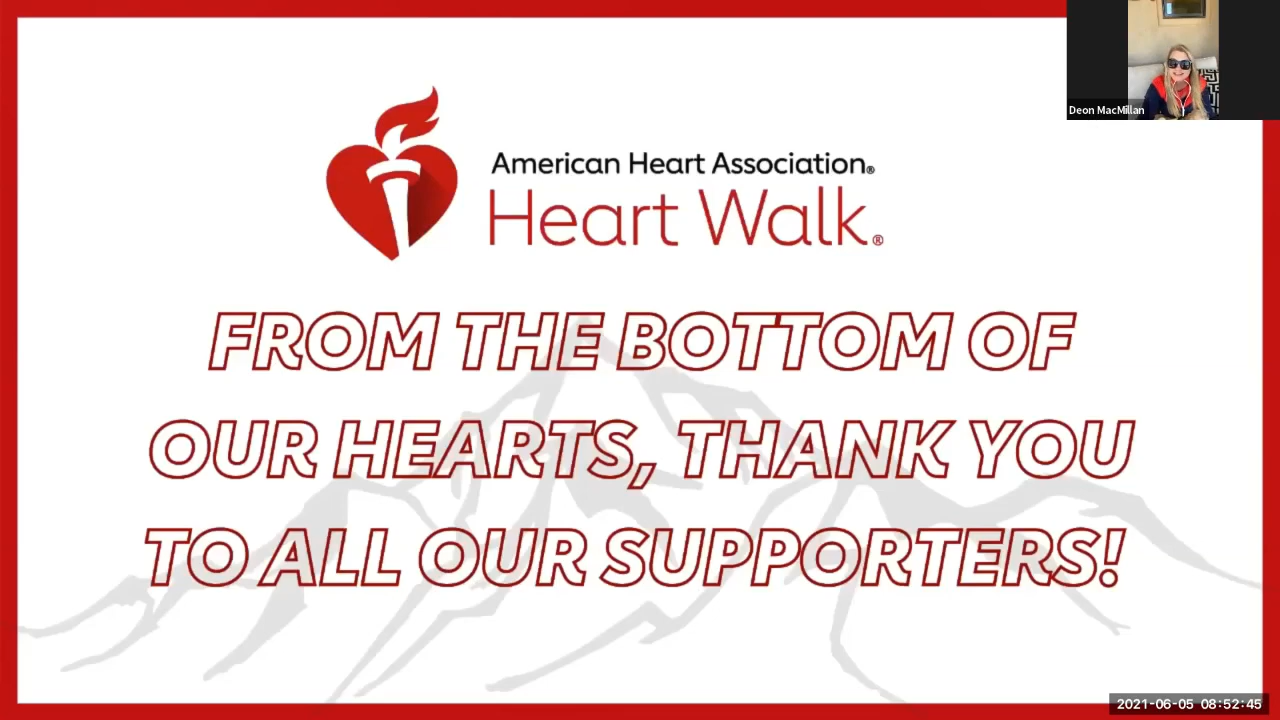 Deon MacMillan
American Heart Association®
Heart Walk®
FROM THE BOTTOM OF
OUR HEARTS, THANK YOU
TO ALL OUR SUPPORTERS!
2021-06-05 08:52:45